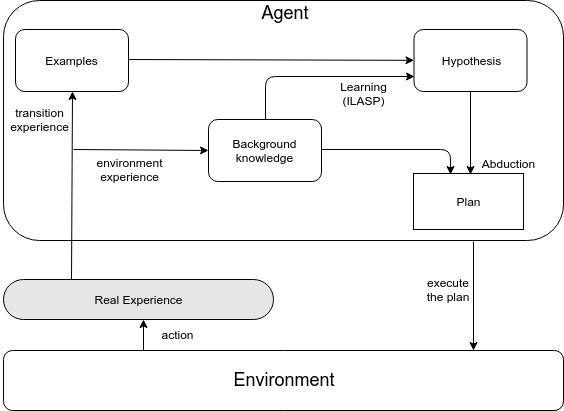 Agent
Examples
Hypothesis
Learning
(ILASP)
transition
experience
Background
knowledge
environment
experience
Abduction
Plan
execute
the plan
Real Experience
action
Environment